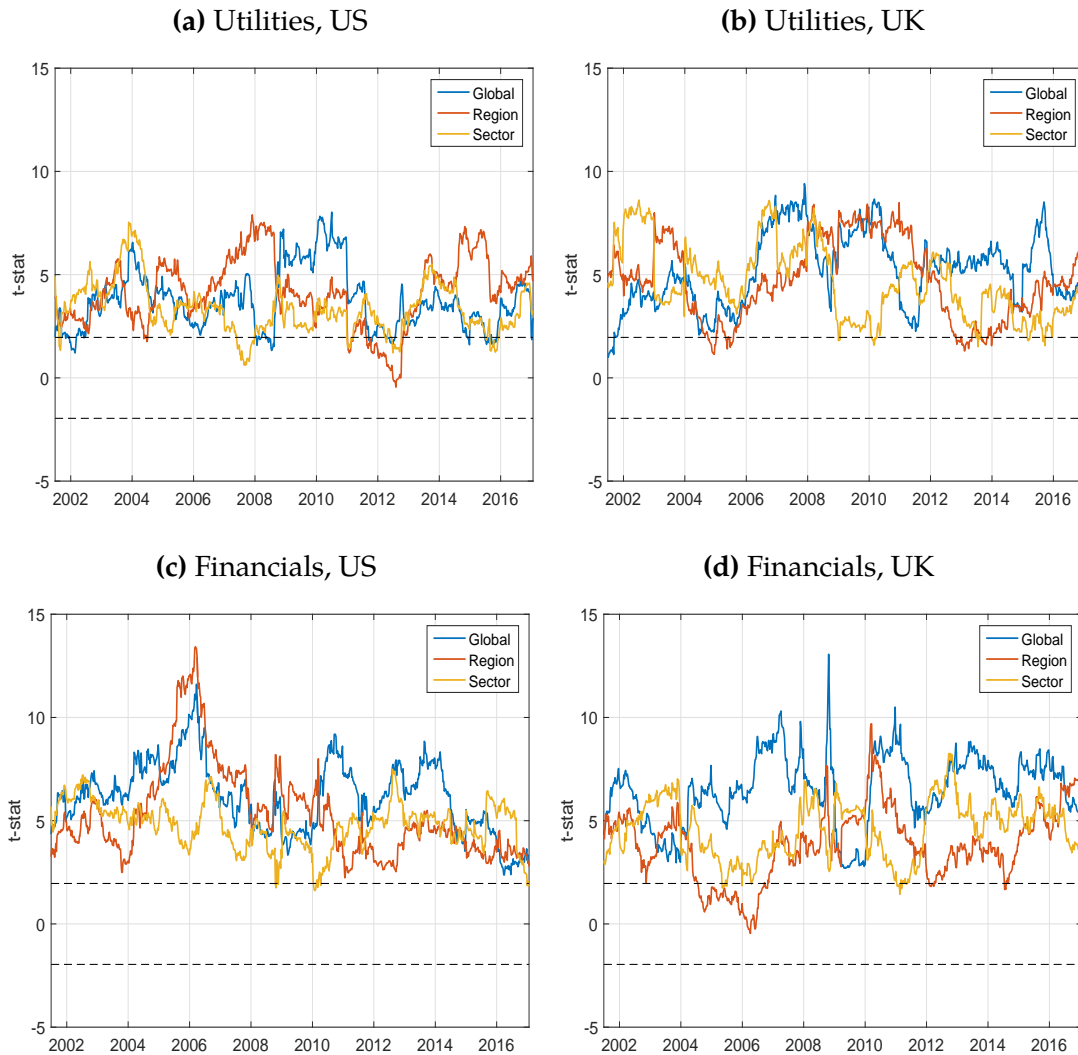 (a) Utilities, US
15
10
5
0
-5
t-stat
Global
Region
Sector
2002 2004 2006 2008 2010 2012 2014 2016
(b) Utilities, UK
15
10
5
0
-5
t-stat
Global
Region
Sector
2002 2004 2006 2008 2010 2012 2014 2016
(c) Financials, US
15
10
5
0
-5
t-stat
Global
Region
Sector
2002 2004 2006 2008 2010 2012 2014 2016
(d) Financials, UK
15
10
5
0
-5
t-stat
Global
Region
Sector
2002 2004 2006 2008 2010 2012 2014 2016